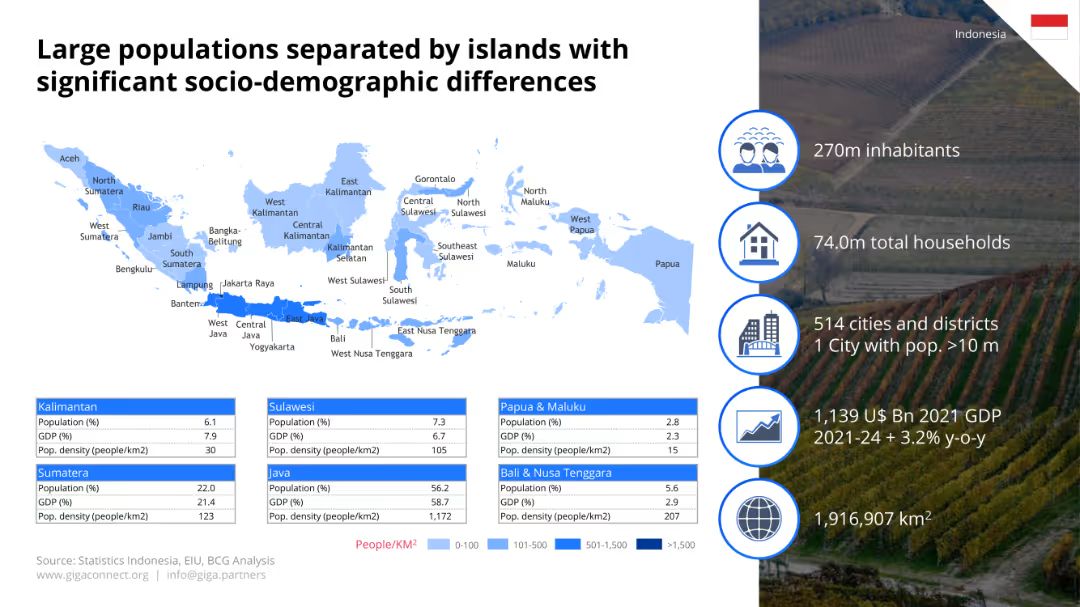 Indonesia
Large populations separated by islands with
significant socio-demographic differences
Aceh
North
Sumatera
Riau
West
Sumatera
Jambi
Bangka-
Belitung
South
Sumatera
Bengkulu
Lampung
Jakarta Raya
Banten
West
Java
Central
Java
East Java
Yogyakarta
Bali
West Nusa Tenggara
East Nusa Tenggara
West
Kalimantan
Central
Kalimantan
East
Kalimantan
Kalimantan
Selatan
Gorontalo
Central
Sulawesi
North
Sulawesi
Southeast
Sulawesi
West Sulawesi
South
Sulawesi
North
Maluku
Maluku
West
Papua
Papua
Kalimantan
Population (%) 6.1
GDP (%) 7.9
Pop. density (people/km2) 30
Sulawesi
Population (%) 7.3
GDP (%) 6.7
Pop. density (people/km2) 105
Papua & Maluku
Population (%) 2.8
GDP (%) 2.3
Pop. density (people/km2) 15
Sumatera
Population (%) 22.0
GDP (%) 21.4
Pop. density (people/km2) 123
Java
Population (%) 56.2
GDP (%) 58.7
Pop. density (people/km2) 1,172
Bali & Nusa Tenggara
Population (%) 5.6
GDP (%) 2.9
Pop. density (people/km2) 207
People/KM² 0-100 101-500 501-1,500 >1,500
Source: Statistics Indonesia, EIU, BCG Analysis
www.gigaconnect.org | info@giga.partners
270m inhabitants
74.0m total households
514 cities and districts
1 City with pop. >10 m
1,139 U$ Bn 2021 GDP
2021-24 + 3.2% y-o-y
1,916,907 km²